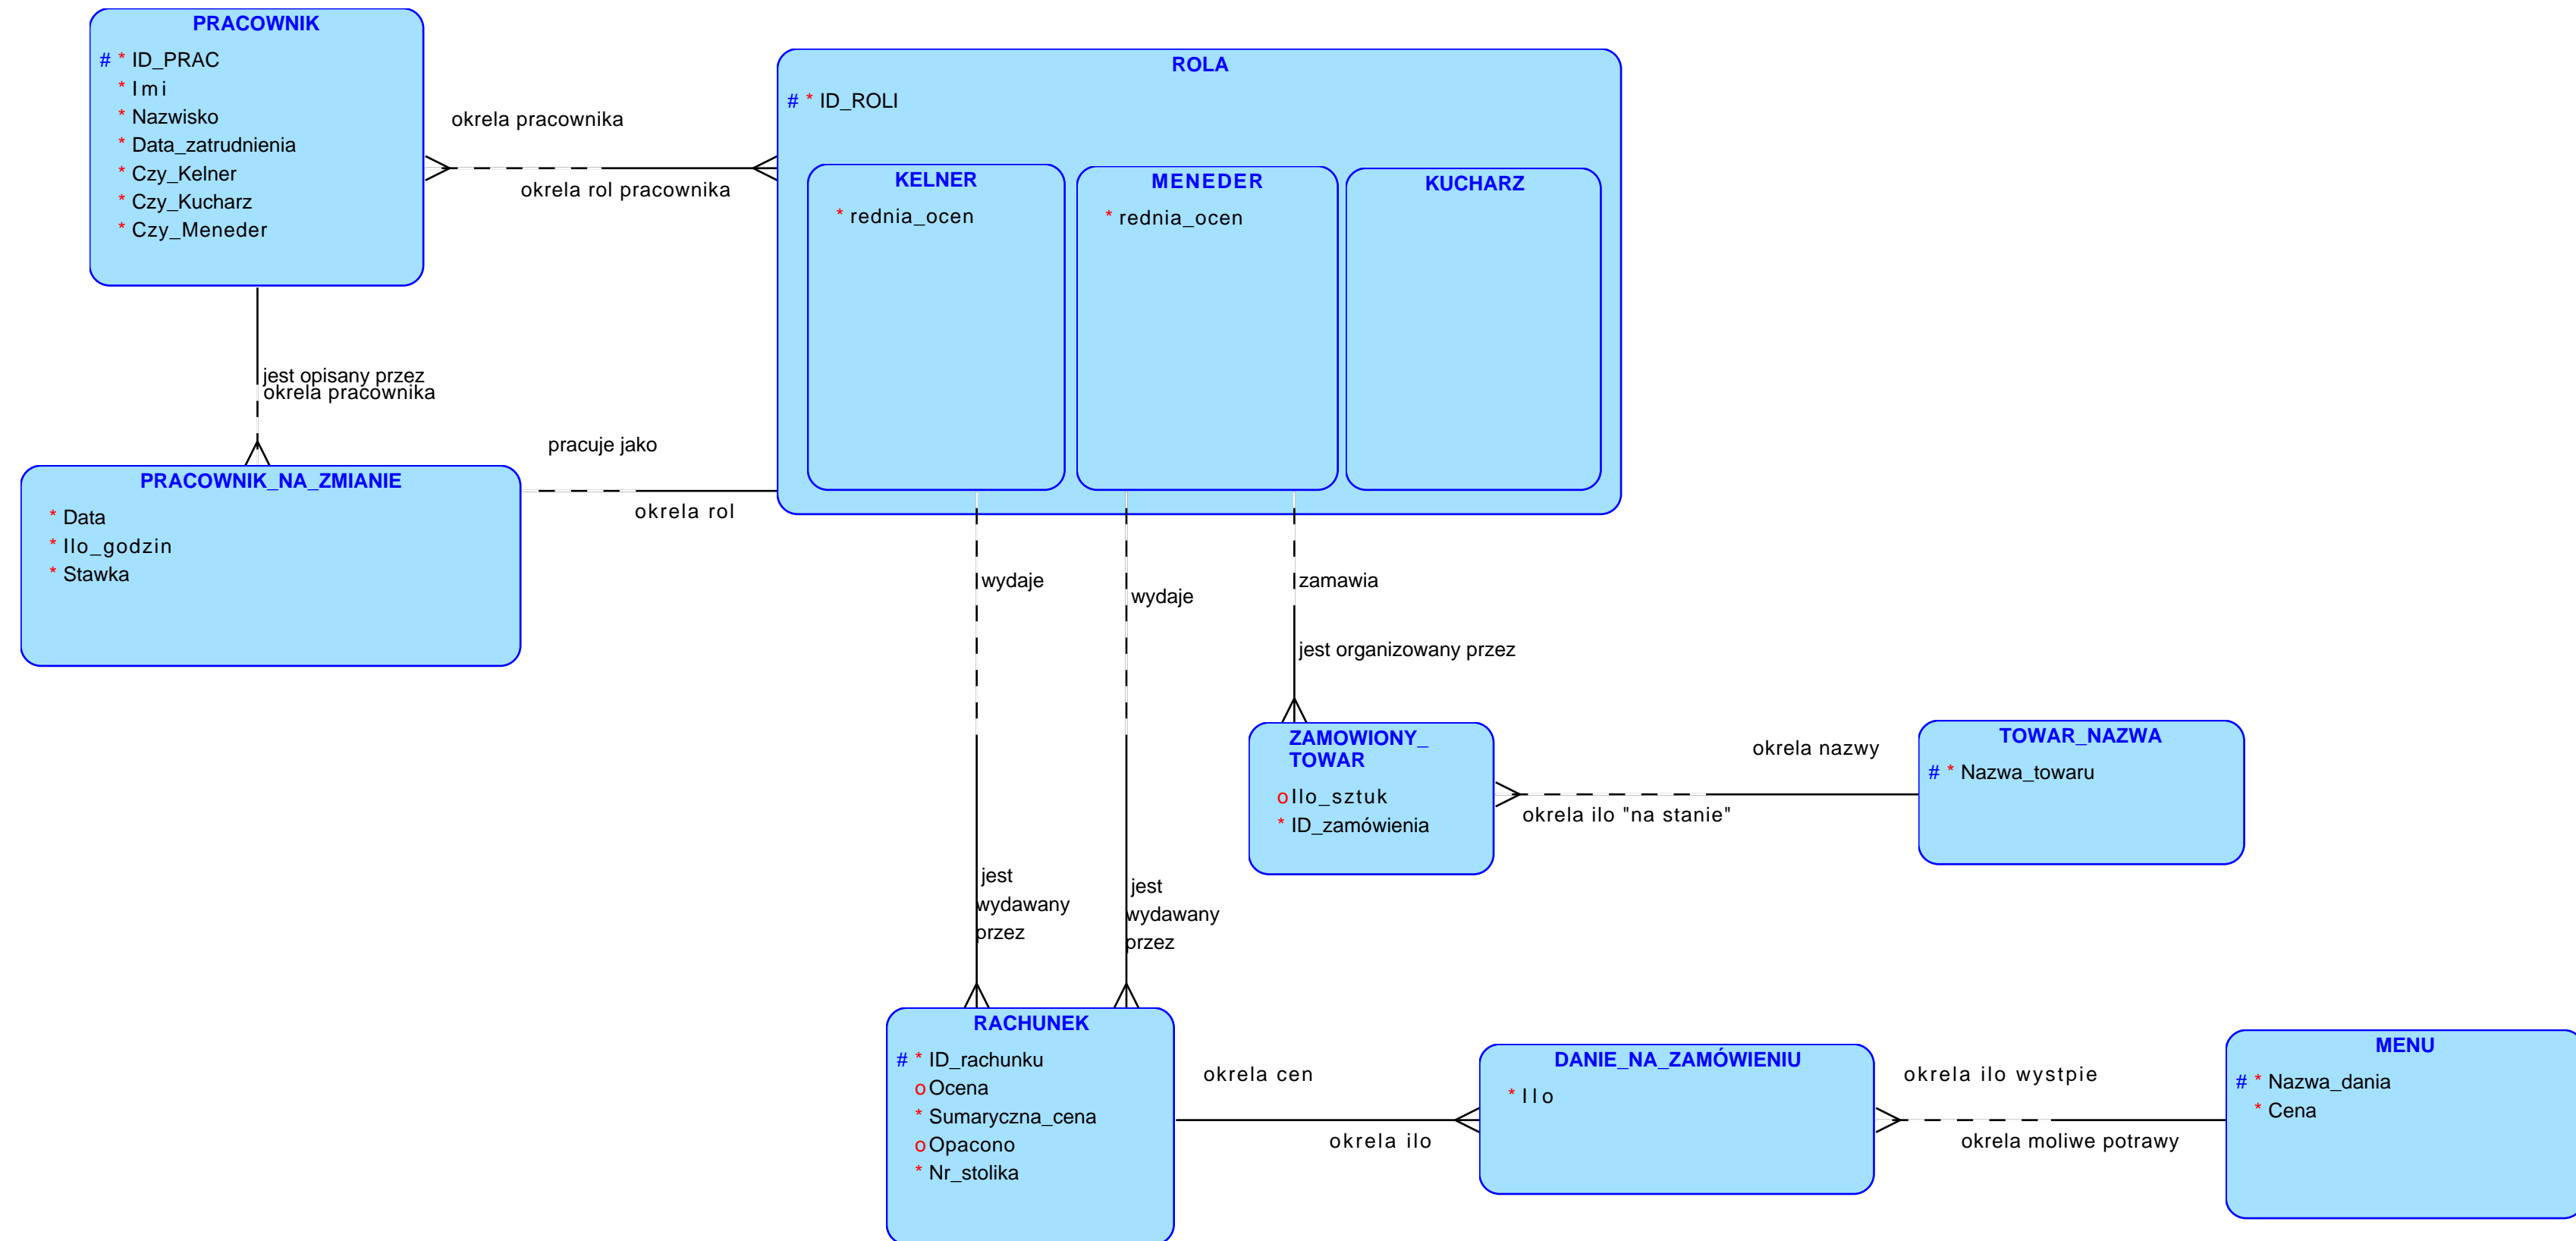 PRACOWNIK
# * ID_PRAC
* Imi
* Nazwisko
* Data_zatrudnienia
* Czy_Kelner
* Czy_Kucharz
* Czy_Meneder
okrela pracownika
okrela rol pracownika
ROLA
# * ID_ROLI
KELNER
* rednia_ocen
MENEDER
* rednia_ocen
KUCHARZ
jest opisany przez
okrela pracownika
PRACOWNIK_NA_ZMIANIE
* Data
* Ilo_godzin
* Stawka
pracuje jako
okrela rol
wydaje
wydaje
zamawia
jest organizowany przez
jest
wydawany
przez
jest
wydawany
przez
ZAMOWIONY_
TOWAR
o Ilo_sztuk
* ID_zamówienia
okrela nazwy
okrela ilo "na stanie"
TOWAR_NAZWA
# * Nazwa_towaru
RACHUNEK
# * ID_rachunku
o Ocena
* Sumaryczna_cena
o Opacono
* Nr_stolika
okrela cen
okrela ilo
DANIE_NA_ZAMÓWIENIU
* Ilo
okrela ilo wystpie
okrela moliwe potrawy
MENU
# * Nazwa_dania
* Cena